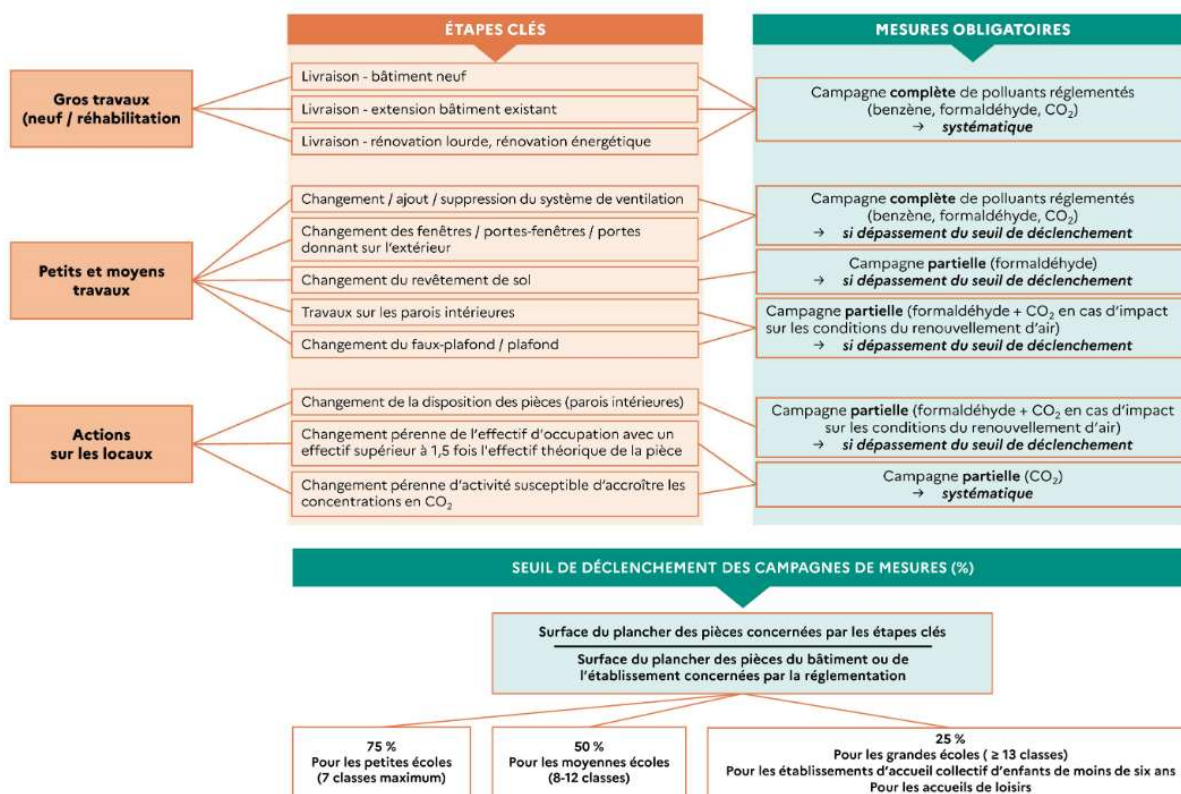 ÉTAPES CLÉS
MESURES OBLIGATOIRES
Gros travaux
(neuf / réhabilitation
Livraison - bâtiment neuf
Livraison - extension bâtiment existant
Livraison - rénovation lourde, rénovation énergétique
Campagne complète de polluants réglementés
(benzène, formaldéhyde, CO₂)
→ systématique
Petits et moyens
travaux
Changement / ajout / suppression du système de ventilation
Changement des fenêtres / portes-fenêtres / portes
donnant sur l'extérieur
Changement du revêtement de sol
Travaux sur les parois intérieures
Changement du faux-plafond / plafond
Campagne complète de polluants réglementés
(benzène, formaldéhyde, CO₂)
→ si dépassement du seuil de déclenchement
Campagne partielle (formaldéhyde)
→ si dépassement du seuil de déclenchement
Campagne partielle (formaldéhyde + CO₂ en cas d'impact
sur les conditions du renouvellement d'air)
→ si dépassement du seuil de déclenchement
Actions
sur les locaux
Changement de la disposition des pièces (parois intérieures)
Changement pérenne de l'effectif d'occupation avec un
effectif supérieur à 1,5 fois l'effectif théorique de la pièce
Changement pérenne d'activité susceptible d'accroître les
concentrations en CO₂
Campagne partielle (formaldéhyde + CO₂ en cas d'impact
sur les conditions du renouvellement d'air)
→ si dépassement du seuil de déclenchement
Campagne partielle (CO₂)
→ systématique
SEUIL DE DÉCLENCHEMENT DES CAMPAGNES DE MESURES (%)
Surface du plancher des pièces concernées par les étapes clés
Surface du plancher des pièces du bâtiment ou de
l'établissement concernées par la réglementation
75 %
Pour les petites écoles
(7 classes maximum)
50 %
Pour les moyennes écoles
(8-12 classes)
25 %
Pour les grandes écoles ( ≥ 13 classes)
Pour les établissements d'accueil collectif d'enfants de moins de six ans
Pour les accueils de loisirs